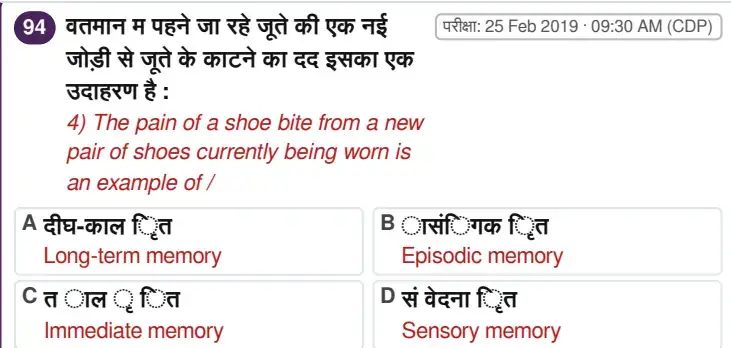 94 वतमान म पहने जा रहे जूते की एक नई
परीक्षा: 25 Feb 2019 · 09:30 AM (CDP)
जोड़ी से जूते के काटने का दद इसका एक
उदाहरण है :
4) The pain of a shoe bite from a new
pair of shoes currently being worn is
an example of /
A दीघ-काल िृत
Long-term memory
B ासंिगक िृत
Episodic memory
C त ाल ृ ित
Immediate memory
D सं वेदना िृत
Sensory memory